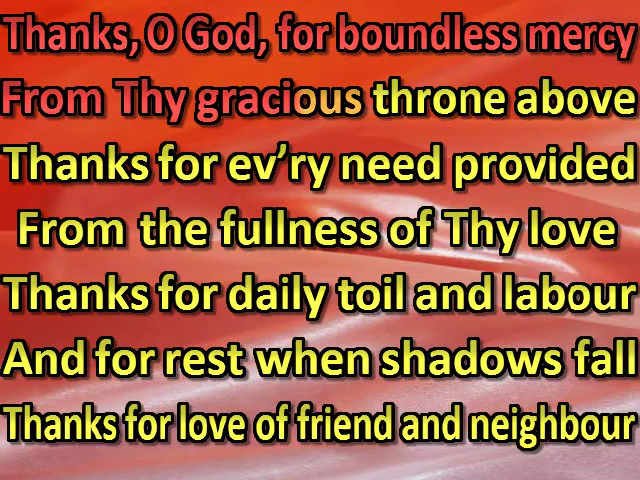 Thanks, O God, for boundless mercy
From Thy gracious throne above
Thanks for ev’ry need provided
From the fullness of Thy love
Thanks for daily toil and labour
And for rest when shadows fall
Thanks for love of friend and neighbour